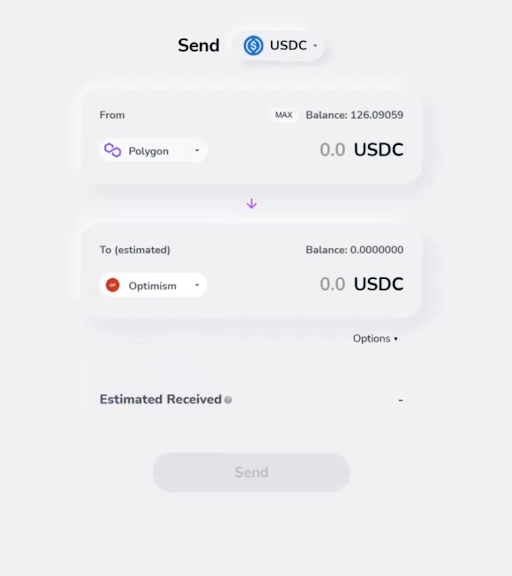 Send USDC
From MAX Balance: 126.09059
Polygon 0.0 USDC
To (estimated) Balance: 0.0000000
Optimism 0.0 USDC
Options
Estimated Received -
Send